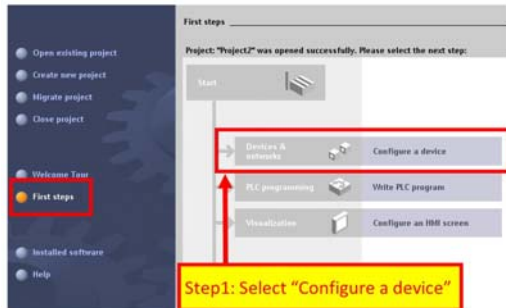 First steps
Project: "Project2" was opened successfully. Please select the next step:
Open existing project
Create new project
Migrate project
Close project
Welcome Tour
First steps
Installed software
Help
Start
Devices & networks
Configure a device
PLC programming
Write PLC program
Visualization
Configure an HMI screen
Step1: Select “Configure a device”